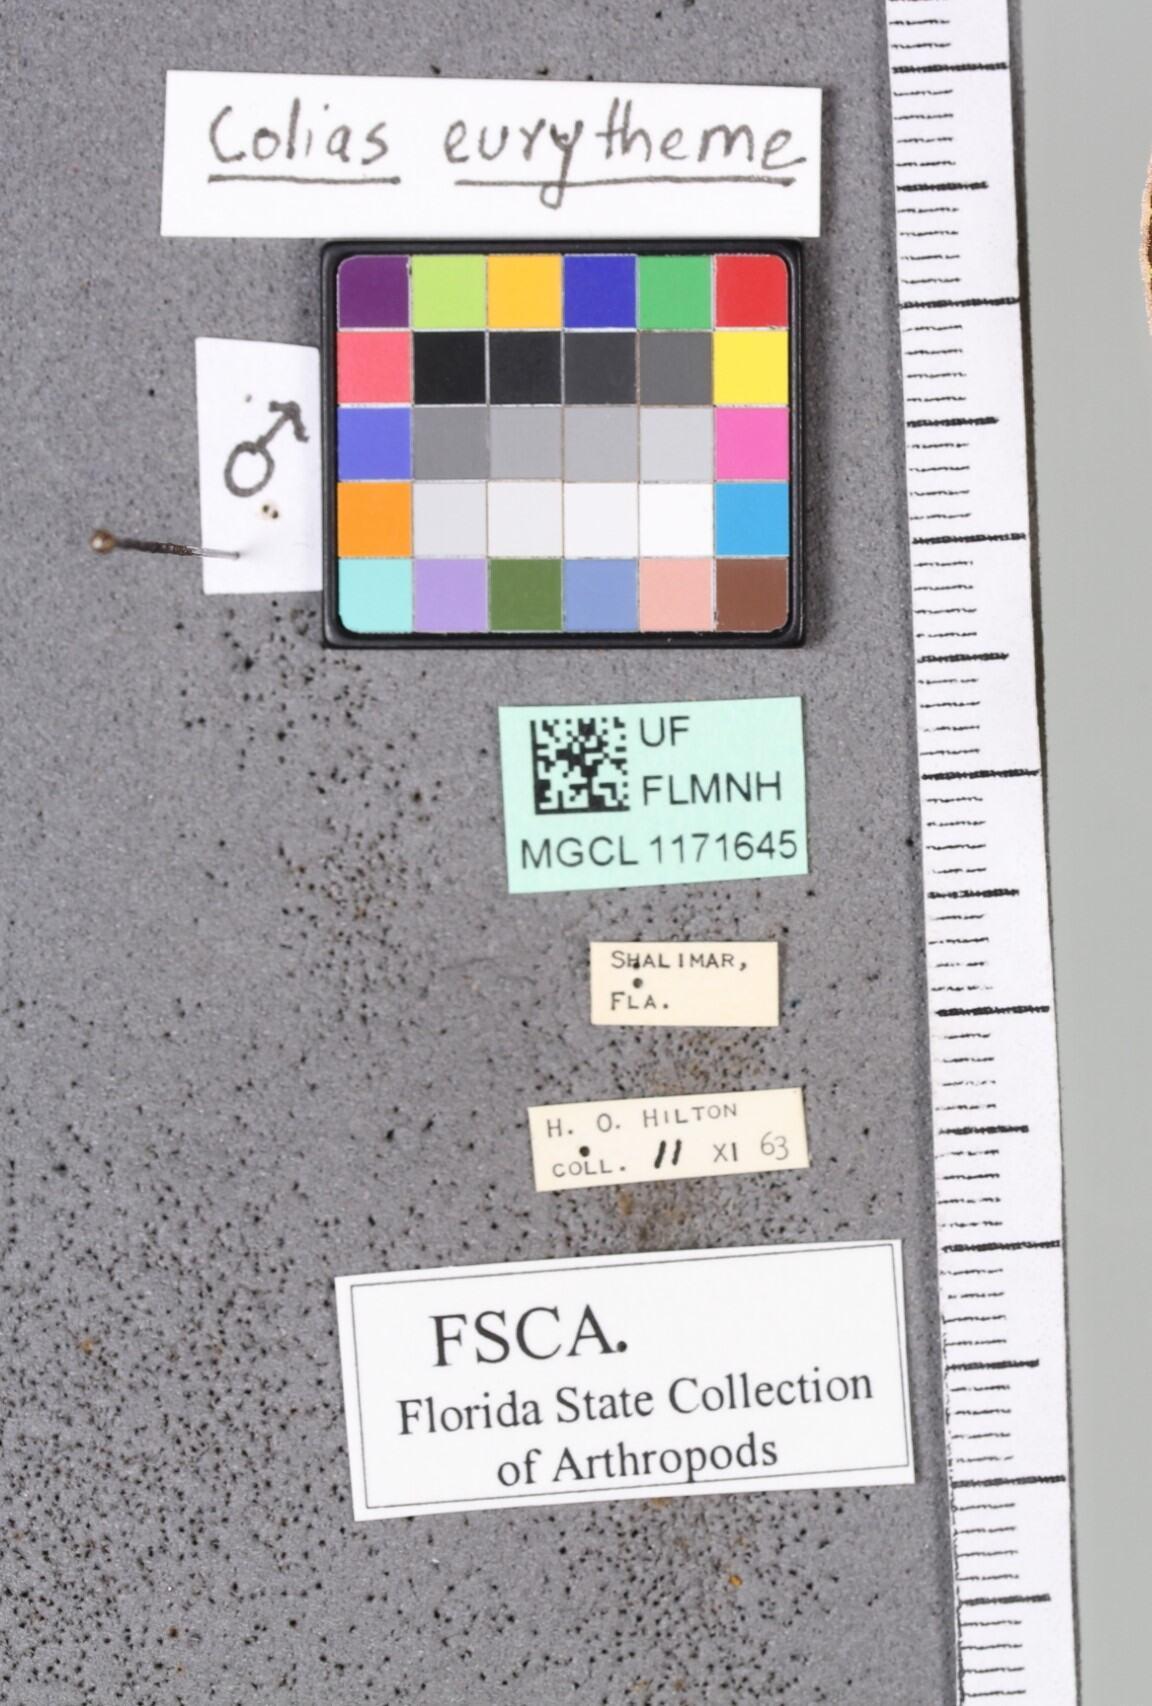 Colias eurytheme
♂
UF
FLMNH
MGCL 1171645
SHALIMAR,
FLA.
H. O. HILTON
COLL. 11 XI 63
FSCA.
Florida State Collection
of Arthropods